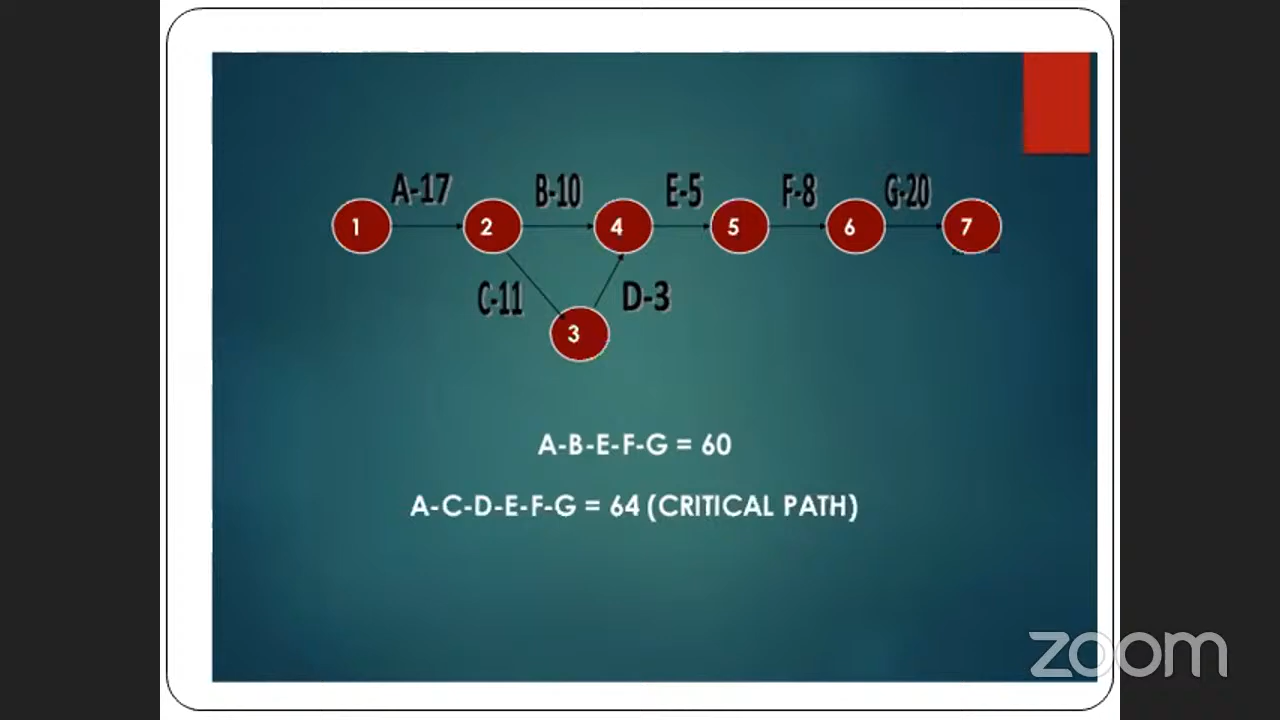 A-17 B-10 E-5 F-8 G-20
1 2 4 5 6 7
C-11 D-3
3
A-B-E-F-G = 60
A-C-D-E-F-G = 64 (CRITICAL PATH)
zoom